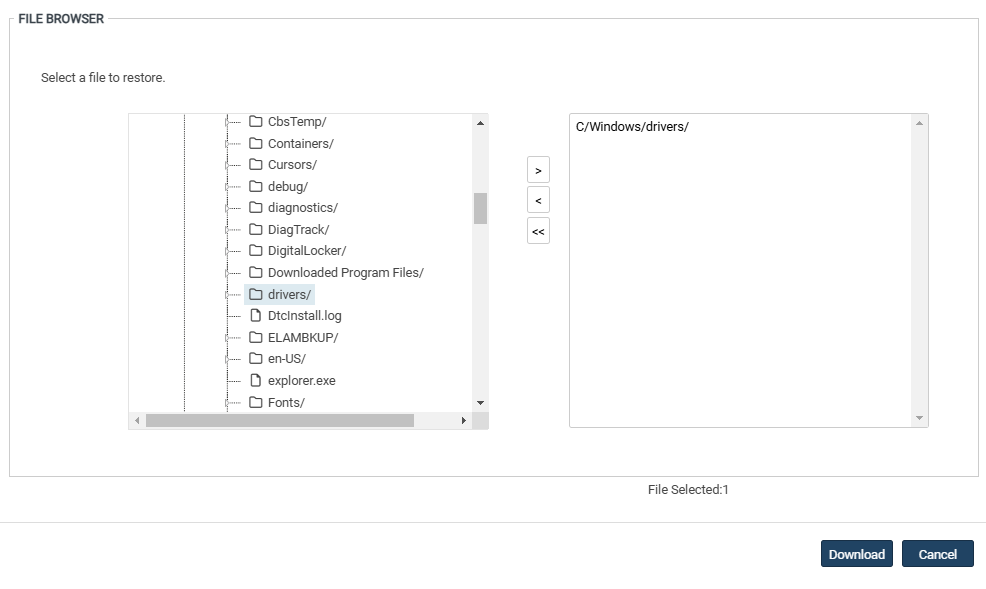 FILE BROWSER
Select a file to restore.
CbsTemp/
Containers/
Cursors/
debug/
diagnostics/
DiagTrack/
DigitalLocker/
Downloaded Program Files/
drivers/
DtcInstall.log
ELAMBKUP/
en-US/
explorer.exe
Fonts/
>
<
<<
C/Windows/drivers/
File Selected:1
Download
Cancel